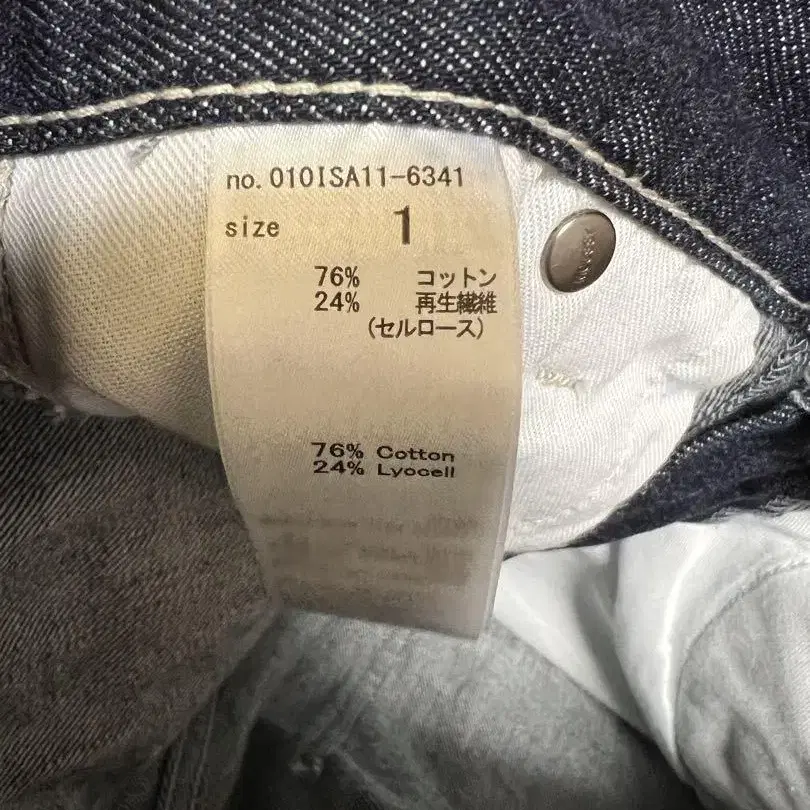 no. 010ISA11-6341
size 1
76% コットン
24% 再生繊維
(セルロース)
76% Cotton
24% Lyocell